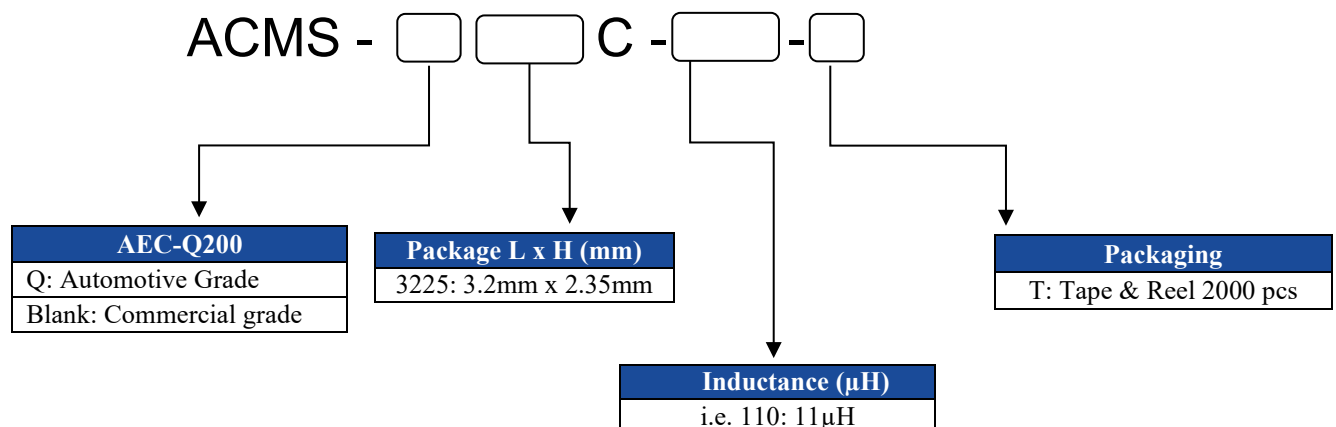 ACMS - C - -
AEC-Q200
Q: Automotive Grade
Blank: Commercial grade
Package L x H (mm)
3225: 3.2mm x 2.35mm
Packaging
T: Tape & Reel 2000 pcs
Inductance (µH)
i.e. 110: 11µH